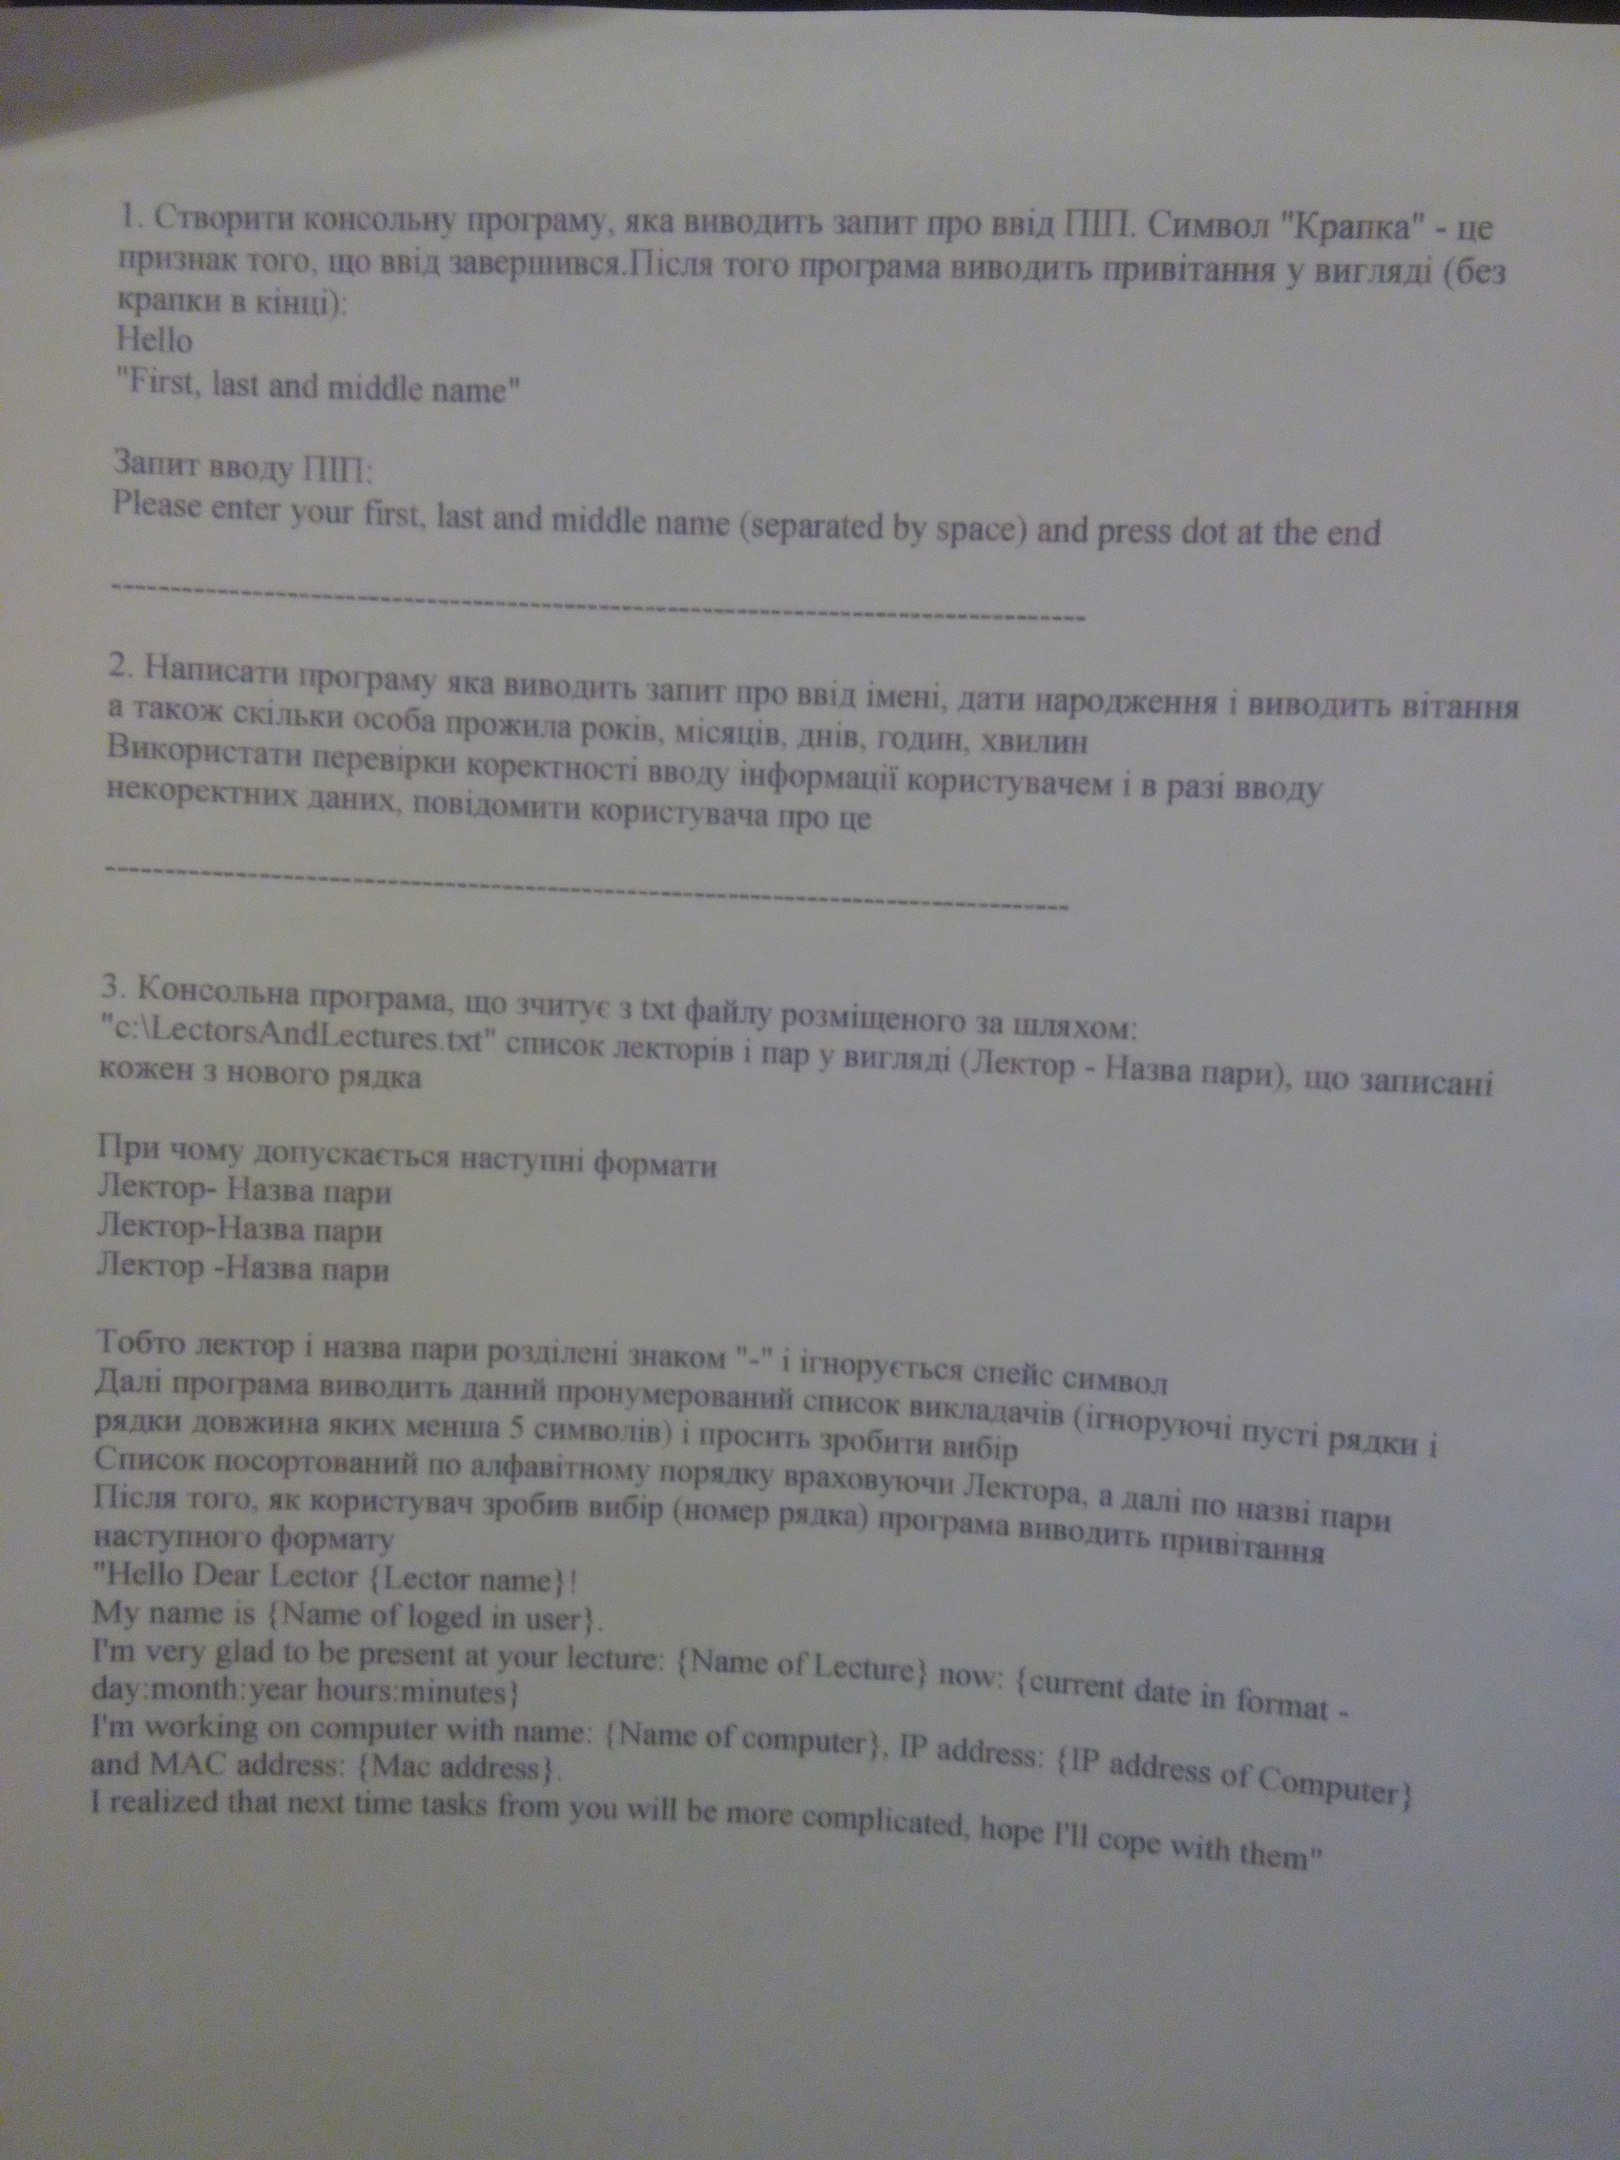 1. Створити консольну програму, яка виводить запит про ввід ПІП. Символ "Крапка" - це
признак того, що ввід завершився.Після того програма виводить привітання у вигляді (без
крапки в кінці):
Hello
"First, last and middle name"
Запит вводу ПІП:
Please enter your first, last and middle name (separated by space) and press dot at the end
--------------------------------------------------------------------------------
2. Написати програму яка виводить запит про ввід імені, дати народження і виводить вітання
а також скільки особа прожила років, місяців, днів, годин, хвилин
Використати перевірки коректності вводу інформації користувачем і в разі вводу
некоректних даних, повідомити користувача про це
--------------------------------------------------------------------------------
3. Консольна програма, що зчитує з txt файлу розміщеного за шляхом:
"c:\LectorsAndLectures.txt" список лекторів і пар у вигляді (Лектор - Назва пари), що записані
кожен з нового рядка
При чому допускається наступні формати
Лектор- Назва пари
Лектор-Назва пари
Лектор -Назва пари
Тобто лектор і назва пари розділені знаком "-" і ігнорується спейс символ
Далі програма виводить даний пронумерований список викладачів (ігноруючі пусті рядки і
рядки довжина яких менша 5 символів) і просить зробити вибір
Список посортований по алфавітному порядку враховуючи Лектора, а далі по назві пари
Після того, як користувач зробив вибір (номер рядка) програма виводить привітання
наступного формату
"Hello Dear Lector {Lector name}!
My name is {Name of loged in user}.
I'm very glad to be present at your lecture: {Name of Lecture} now: {current date in format -
day:month:year hours:minutes}
I'm working on computer with name: {Name of computer}, IP address: {IP address of Computer}
and MAC address: {Mac address}.
I realized that next time tasks from you will be more complicated, hope I'll cope with them"